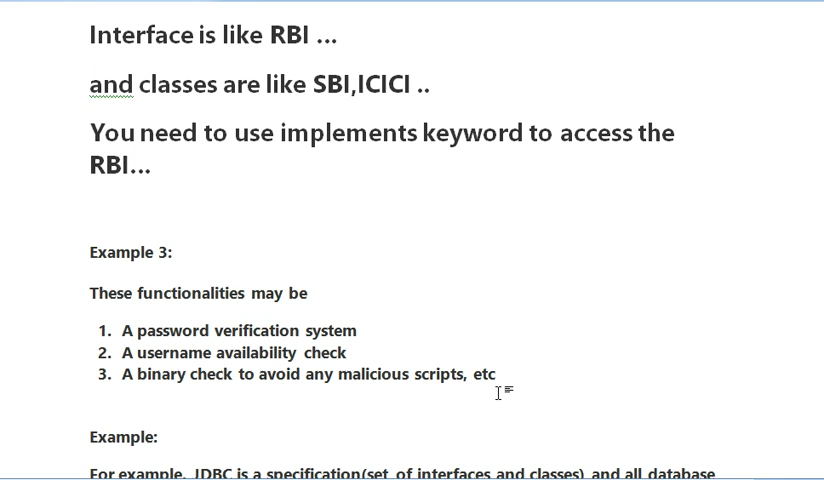 Interface is like RBI ...
and classes are like SBI,ICICI ..
You need to use implements keyword to access the
RBI...
Example 3:
These functionalities may be
1. A password verification system
2. A username availability check
3. A binary check to avoid any malicious scripts, etc
Example:
For example, JDBC is a specification(set of interfaces and classes) and all database